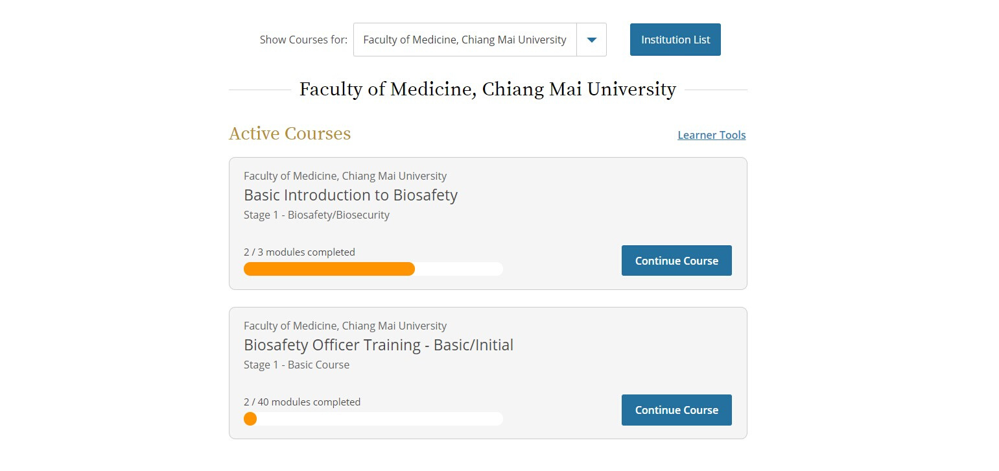 Show Courses for: Faculty of Medicine, Chiang Mai University Institution List
Faculty of Medicine, Chiang Mai University
Active Courses Learner Tools
Faculty of Medicine, Chiang Mai University
Basic Introduction to Biosafety
Stage 1 - Biosafety/Biosecurity
2 / 3 modules completed
Continue Course
Faculty of Medicine, Chiang Mai University
Biosafety Officer Training - Basic/Initial
Stage 1 - Basic Course
2 / 40 modules completed
Continue Course